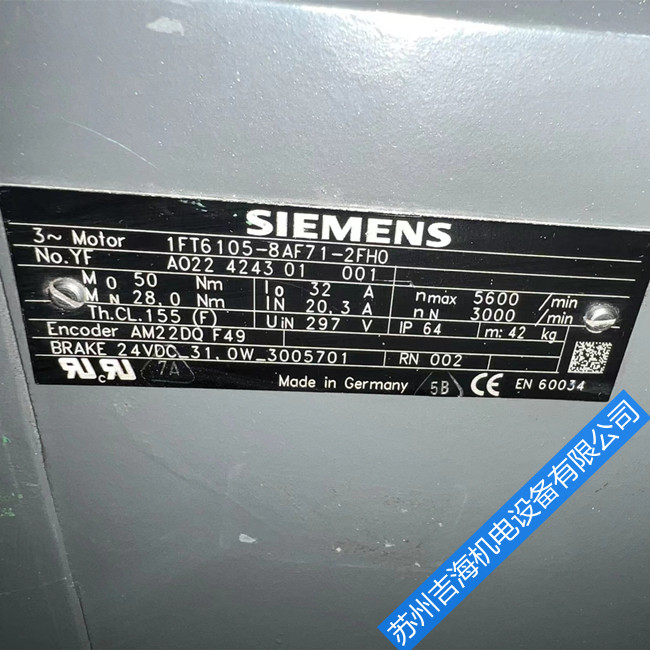 SIEMENS
3~ Motor 1FT6105-8AF71-2FH0
No.YF A022 4243 01 001
M0 50 Nm I0 32 A nmax 5600 /min
MN 28.0 Nm IN 20.3 A nN 3000 /min
Th.CL.155 (F) UiN 297 V IP 64 m: 42 kg
Encoder AM22DQ F49
BRAKE 24VDC 31.0W 3005701 RN 002
7A
Made in Germany 5B CE EN 60034
苏州吉海机电设备有限公司